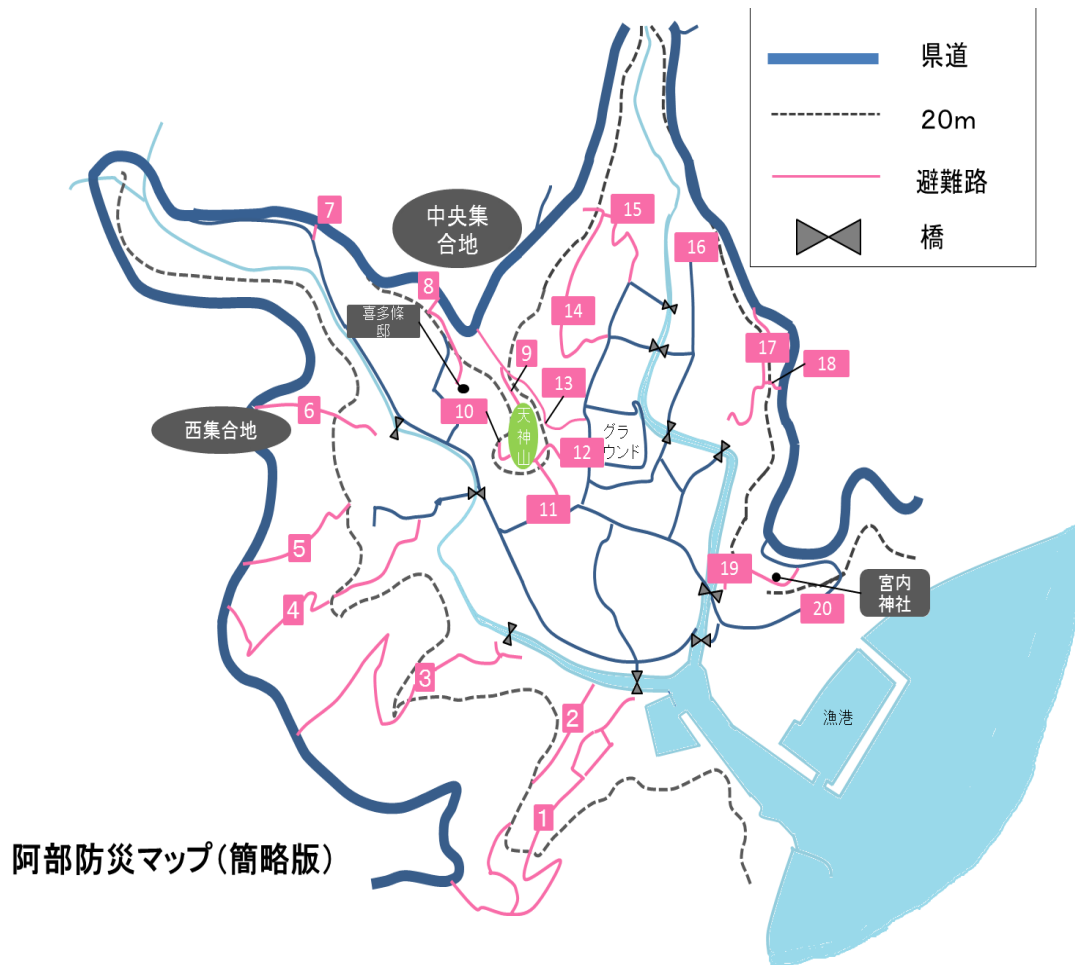 県道
20m
避難路
橋
中央集
合地
7
15
16
8
喜多條
邸
14
17
18
9
13
6
西集合地
10
天
神
山
12
グラ
ウンド
11
5
4
19
宮内
神社
20
3
2
漁港
1
阿部防災マップ(簡略版)